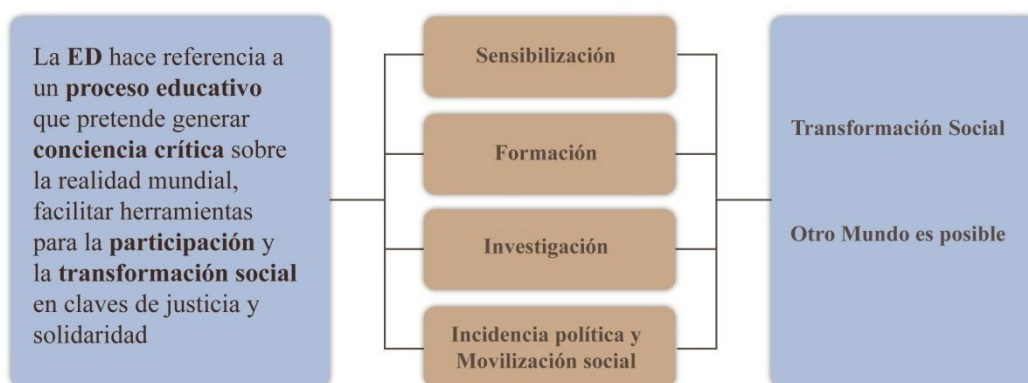 La ED hace referencia a
un proceso educativo
que pretende generar
conciencia crítica sobre
la realidad mundial,
facilitar herramientas
para la participación y
la transformación social
en claves de justicia y
solidaridad
Sensibilización
Formación
Investigación
Incidencia política y
Movilización social
Transformación Social
Otro Mundo es posible